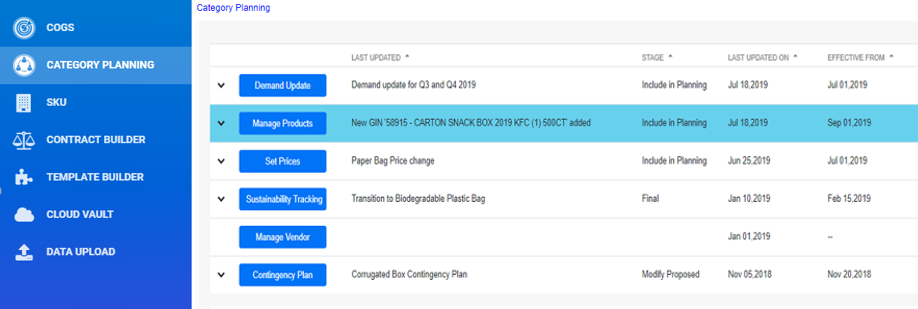 Category Planning
COGS
CATEGORY PLANNING
SKU
CONTRACT BUILDER
TEMPLATE BUILDER
CLOUD VAULT
DATA UPLOAD
LAST UPDATED STAGE LAST UPDATED ON EFFECTIVE FROM
Demand Update Demand update for Q3 and Q4 2019 Include in Planning Jul 18,2019 Jul 01,2019
Manage Products New GIN '58915 - CARTON SNACK BOX 2019 KFC (1) 500CT' added Include in Planning Jul 18,2019 Sep 01,2019
Set Prices Paper Bag Price change Include in Planning Jun 25,2019 Jul 01,2019
Sustainability Tracking Transition to Biodegradable Plastic Bag Final Jan 10,2019 Feb 15,2019
Manage Vendor Jan 01,2019 --
Contingency Plan Corrugated Box Contingency Plan Modify Proposed Nov 05,2018 Nov 20,2018